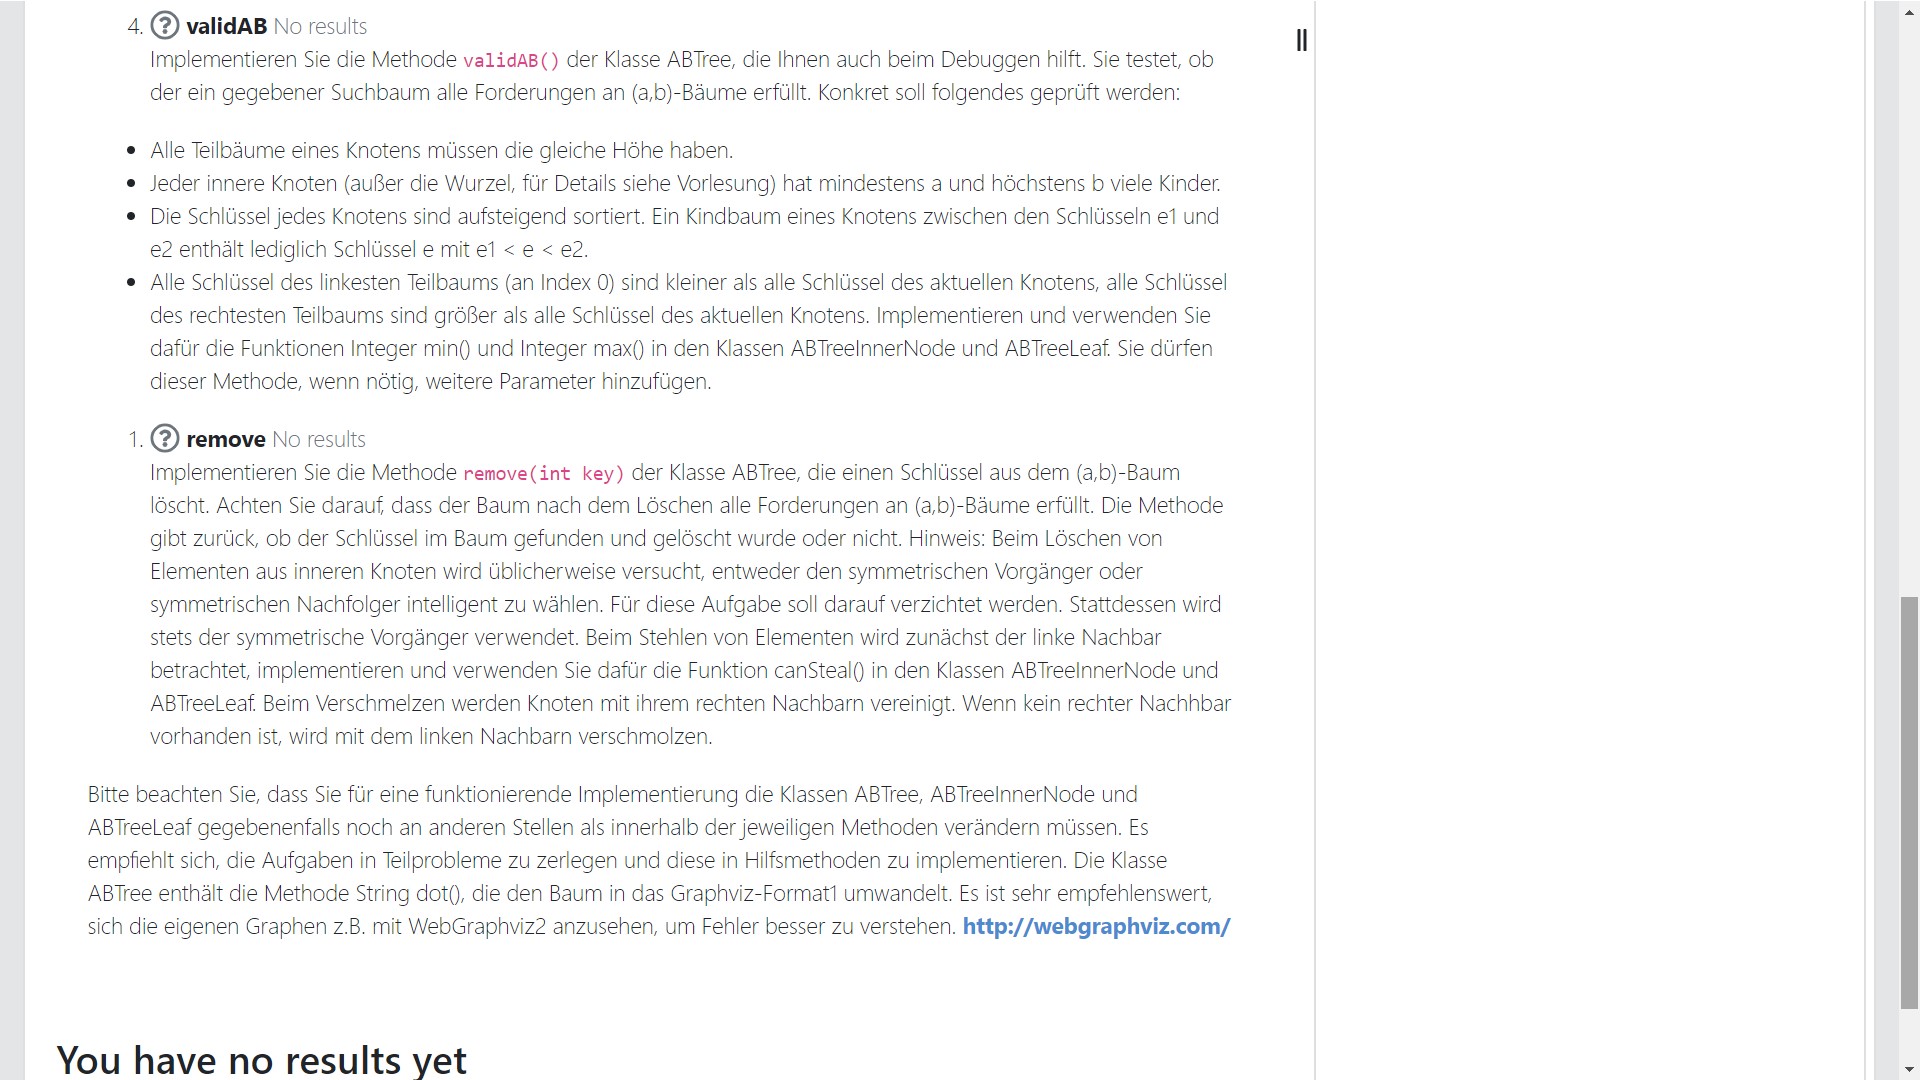 4. validAB No results
Implementieren Sie die Methode validAB() der Klasse ABTree, die Ihnen auch beim Debuggen hilft. Sie testet, ob
der ein gegebener Suchbaum alle Forderungen an (a,b)-Bäume erfüllt. Konkret soll folgendes geprüft werden:
• Alle Teilbäume eines Knotens müssen die gleiche Höhe haben.
• Jeder innere Knoten (außer die Wurzel, für Details siehe Vorlesung) hat mindestens a und höchstens b viele Kinder.
• Die Schlüssel jedes Knotens sind aufsteigend sortiert. Ein Kindbaum eines Knotens zwischen den Schlüsseln e1 und
e2 enthält lediglich Schlüssel e mit e1 < e < e2.
• Alle Schlüssel des linkesten Teilbaums (an Index 0) sind kleiner als alle Schlüssel des aktuellen Knotens, alle Schlüssel
des rechtesten Teilbaums sind größer als alle Schlüssel des aktuellen Knotens. Implementieren und verwenden Sie
dafür die Funktionen Integer min() und Integer max() in den Klassen ABTreeInnerNode und ABTreeLeaf. Sie dürfen
dieser Methode, wenn nötig, weitere Parameter hinzufügen.
1. remove No results
Implementieren Sie die Methode remove(int key) der Klasse ABTree, die einen Schlüssel aus dem (a,b)-Baum
löscht. Achten Sie darauf, dass der Baum nach dem Löschen alle Forderungen an (a,b)-Bäume erfüllt. Die Methode
gibt zurück, ob der Schlüssel im Baum gefunden und gelöscht wurde oder nicht. Hinweis: Beim Löschen von
Elementen aus inneren Knoten wird üblicherweise versucht, entweder den symmetrischen Vorgänger oder
symmetrischen Nachfolger intelligent zu wählen. Für diese Aufgabe soll darauf verzichtet werden. Stattdessen wird
stets der symmetrische Vorgänger verwendet. Beim Stehlen von Elementen wird zunächst der linke Nachbar
betrachtet, implementieren und verwenden Sie dafür die Funktion canSteal() in den Klassen ABTreeInnerNode und
ABTreeLeaf. Beim Verschmelzen werden Knoten mit ihrem rechten Nachbarn vereinigt. Wenn kein rechter Nachhbar
vorhanden ist, wird mit dem linken Nachbarn verschmolzen.
Bitte beachten Sie, dass Sie für eine funktionierende Implementierung die Klassen ABTree, ABTreeInnerNode und
ABTreeLeaf gegebenenfalls noch an anderen Stellen als innerhalb der jeweiligen Methoden verändern müssen. Es
empfiehlt sich, die Aufgaben in Teilprobleme zu zerlegen und diese in Hilfsmethoden zu implementieren. Die Klasse
ABTree enthält die Methode String dot(), die den Baum in das Graphviz-Format1 umwandelt. Es ist sehr empfehlenswert,
sich die eigenen Graphen z.B. mit WebGraphviz2 anzusehen, um Fehler besser zu verstehen. http://webgraphviz.com/
You have no results yet